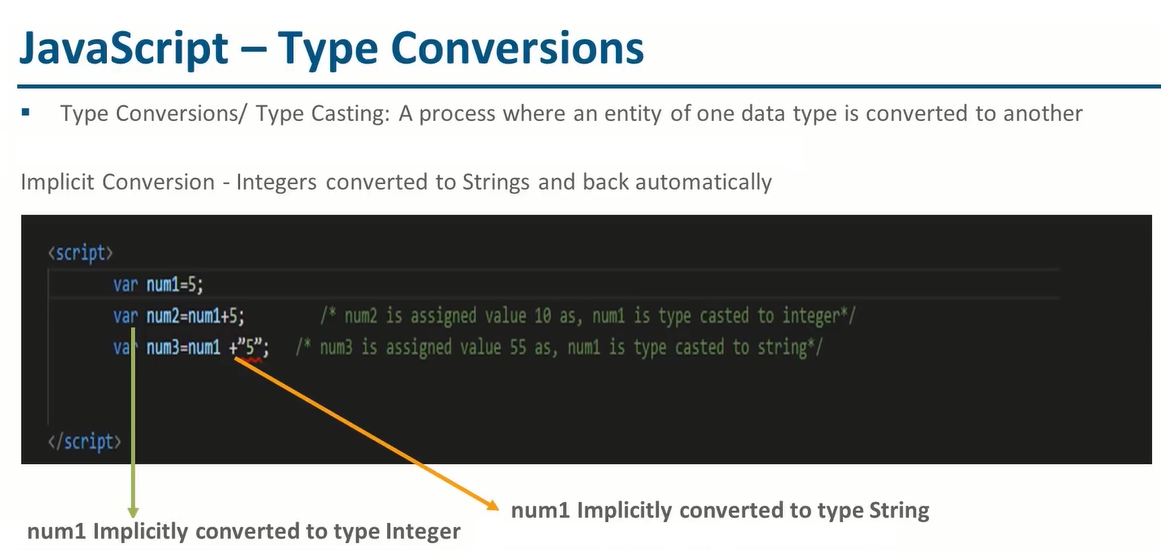 JavaScript – Type Conversions
▪ Type Conversions/ Type Casting: A process where an entity of one data type is converted to another
Implicit Conversion - Integers converted to Strings and back automatically
<script>
var num1=5;
var num2=num1+5; /* num2 is assigned value 10 as, num1 is type casted to integer*/
var num3=num1 +”5”; /* num3 is assigned value 55 as, num1 is type casted to string*/
</script>
num1 Implicitly converted to type String
num1 Implicitly converted to type Integer